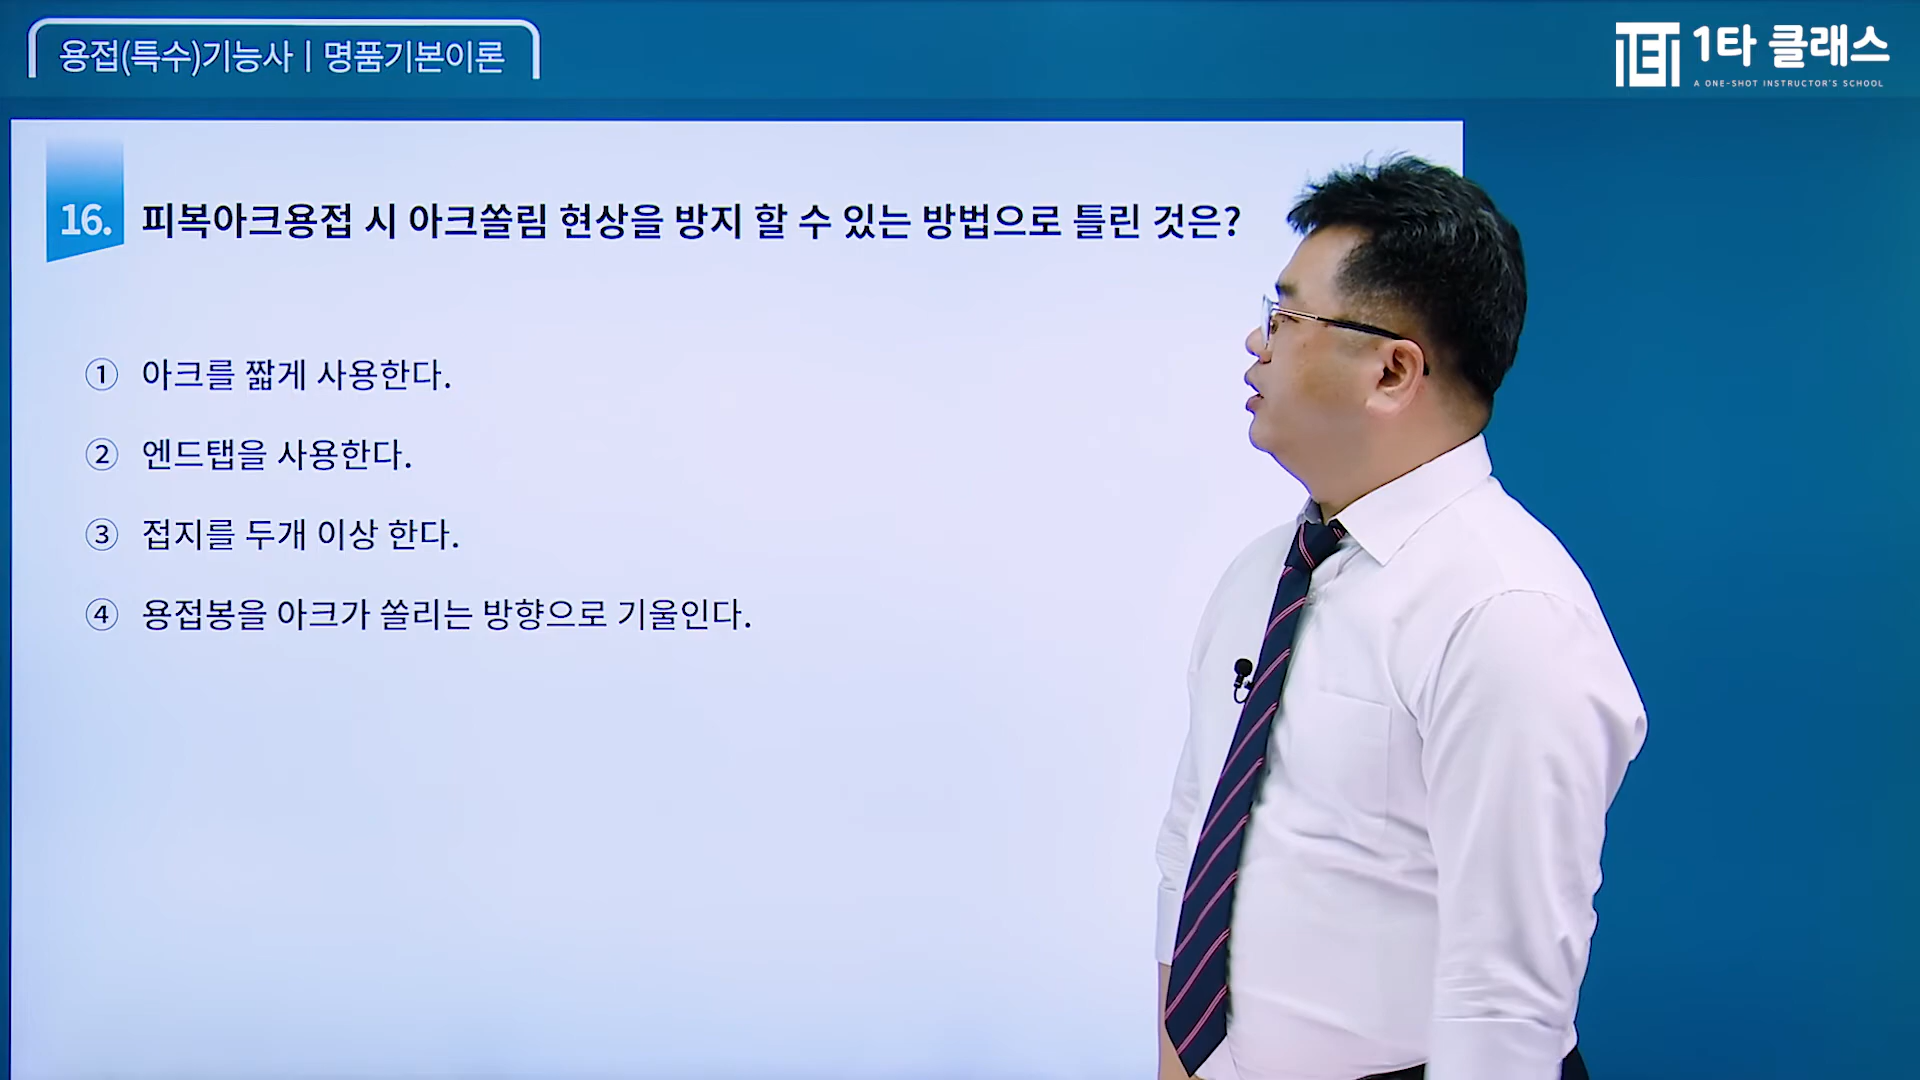 용접(특수)기능사 | 명품기본이론
1타 클래스
A ONE-SHOT INSTRUCTOR'S SCHOOL
16. 피복아크용접 시 아크쏠림 현상을 방지 할 수 있는 방법으로 틀린 것은?
① 아크를 짧게 사용한다.
② 엔드탭을 사용한다.
③ 접지를 두개 이상 한다.
④ 용접봉을 아크가 쏠리는 방향으로 기울인다.